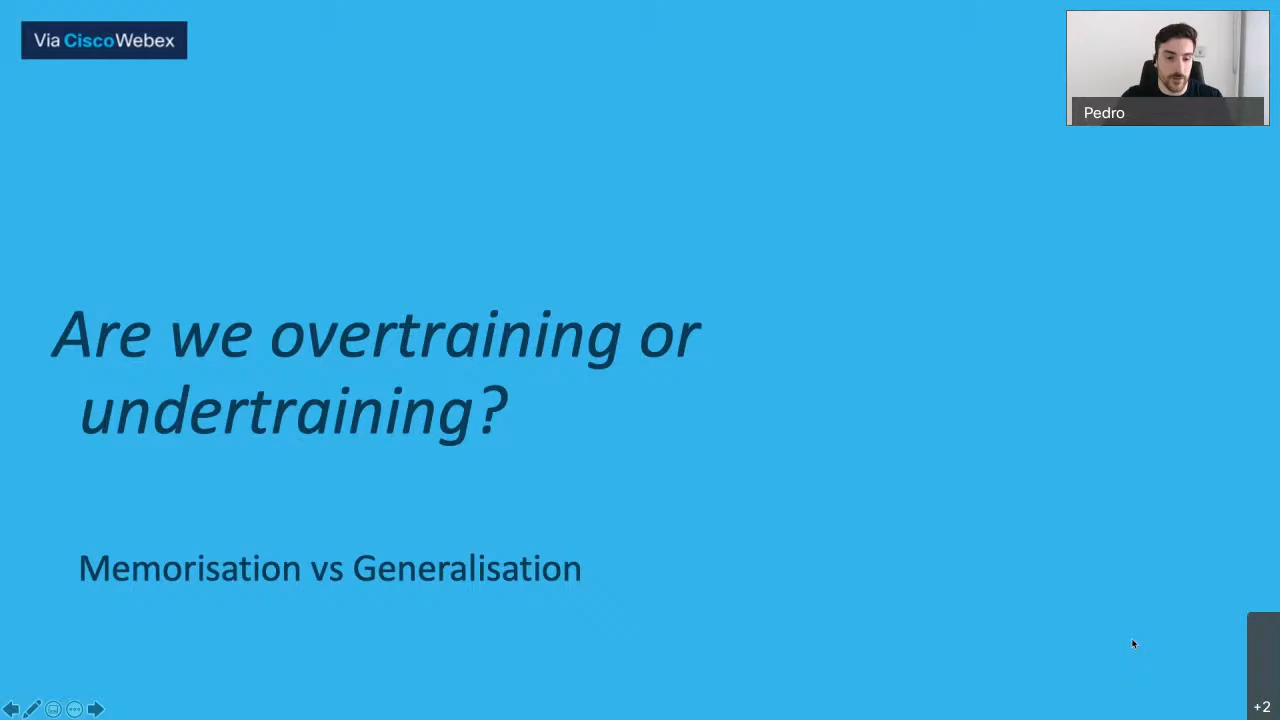 Via CiscoWebex
Pedro
Are we overtraining or
undertraining?
Memorisation vs Generalisation
+2